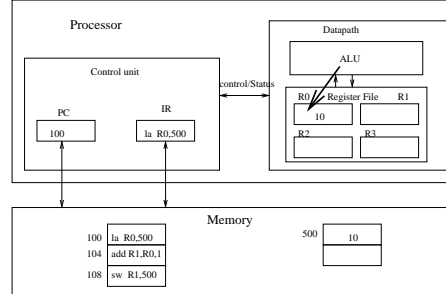 Processor
Datapath
ALU
Control unit
control/Status
PC
IR
100
la R0,500
R0
Register File
R1
10
R2
R3
Memory
100 la R0,500
104 add R1,R0,1
108 sw R1,500
500 10